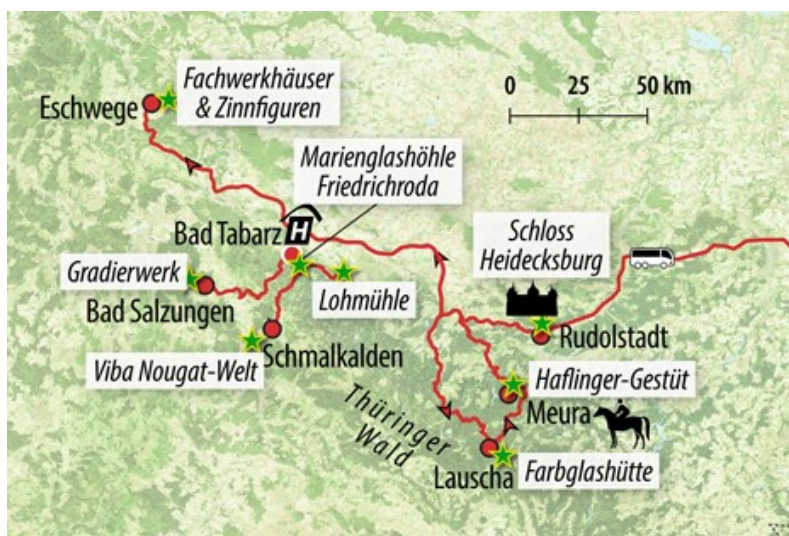 Fachwerkhäuser
& Zinnfiguren
Eschwege
0 25 50 km
Marienglashöhle
Friedrichroda
Bad Tabarz
H
Schloss
Heidecksburg
Gradierwerk
Bad Salzungen
Lohmühle
Rudolstadt
Viba Nougat-Welt
Schmalkalden
Haflinger-Gestüt
Meura
Thüringer
Wald
Lauscha
Farbglashütte